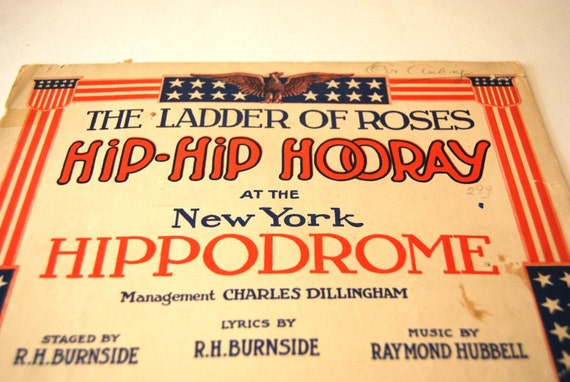 THE LADDER OF ROSES
HIP-HIP HOORAY
AT THE
299
New York
HIPPODROME
Management CHARLES DILLINGHAM
STAGED BY
R.H. BURNSIDE
LYRICS BY
R.H. BURNSIDE
MUSIC BY
RAYMOND HUBBELL